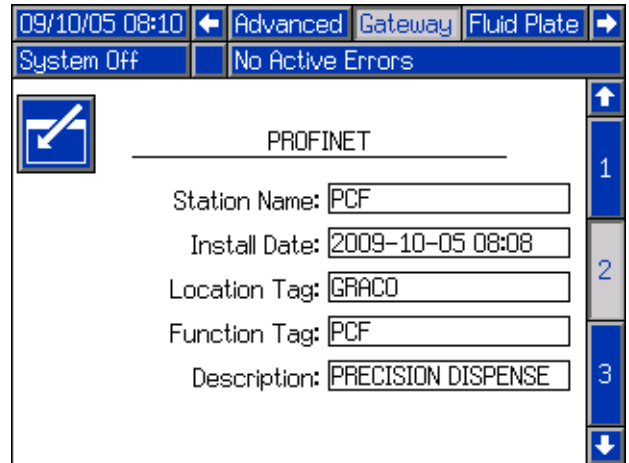 09/10/05 08:10 Advanced Gateway Fluid Plate
System Off No Active Errors
PROFINET
1
Station Name: PCF
Install Date: 2009-10-05 08:08
2
Location Tag: GRACO
Function Tag: PCF
Description: PRECISION DISPENSE
3